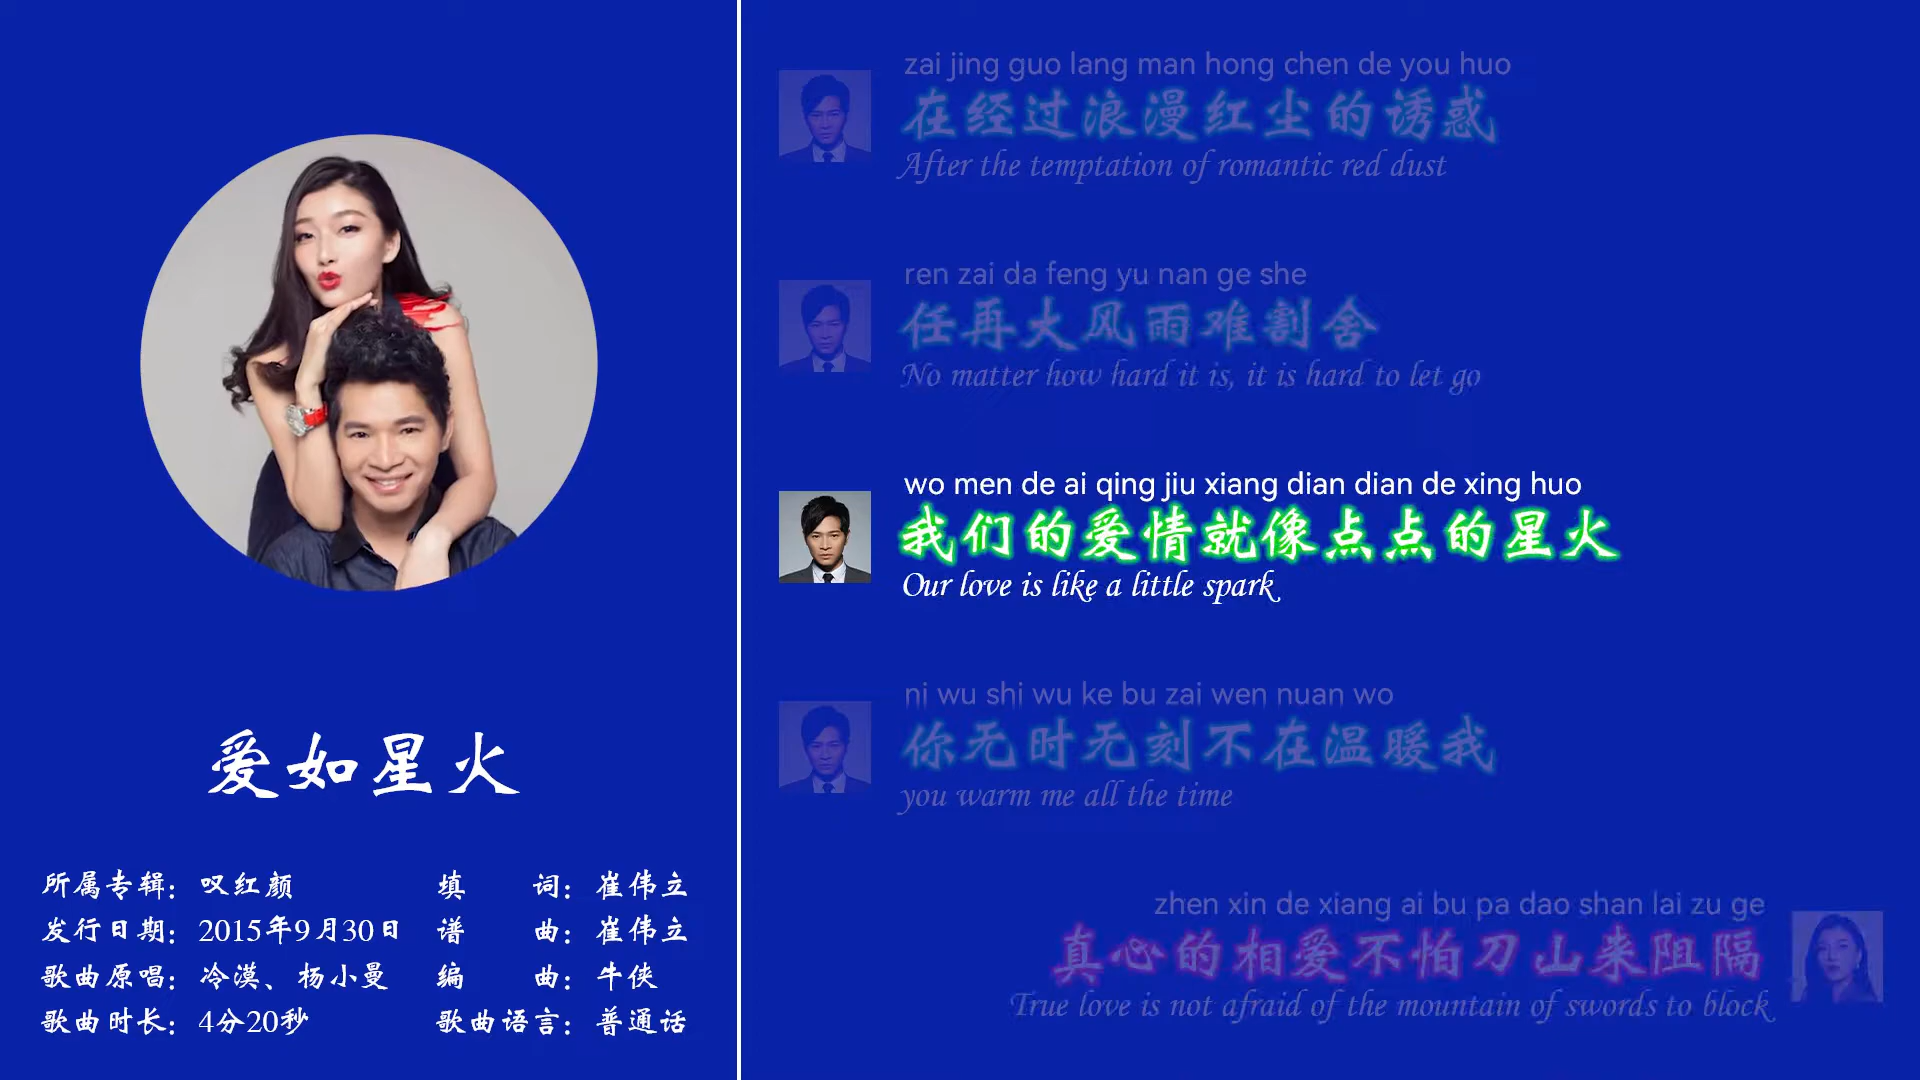 爱如星火
所属专辑：叹红颜
填 词：崔伟立
发行日期：2015年9月30日
谱 曲：崔伟立
歌曲原唱：冷漠、杨小曼
编 曲：牛侠
歌曲时长：4分20秒
歌曲语言：普通话
zai jing guo lang man hong chen de you huo
在经过浪漫红尘的诱惑
After the temptation of romantic red dust
ren zai da feng yu nan ge she
任再大风雨难割舍
No matter how hard it is, it is hard to let go
wo men de ai qing jiu xiang dian dian de xing huo
我们的爱情就像点点的星火
Our love is like a little spark
ni wu shi wu ke bu zai wen nuan wo
你无时无刻不在温暖我
you warm me all the time
zhen xin de xiang ai bu pa dao shan lai zu ge
真心的相爱不怕刀山来阻隔
True love is not afraid of the mountain of swords to block